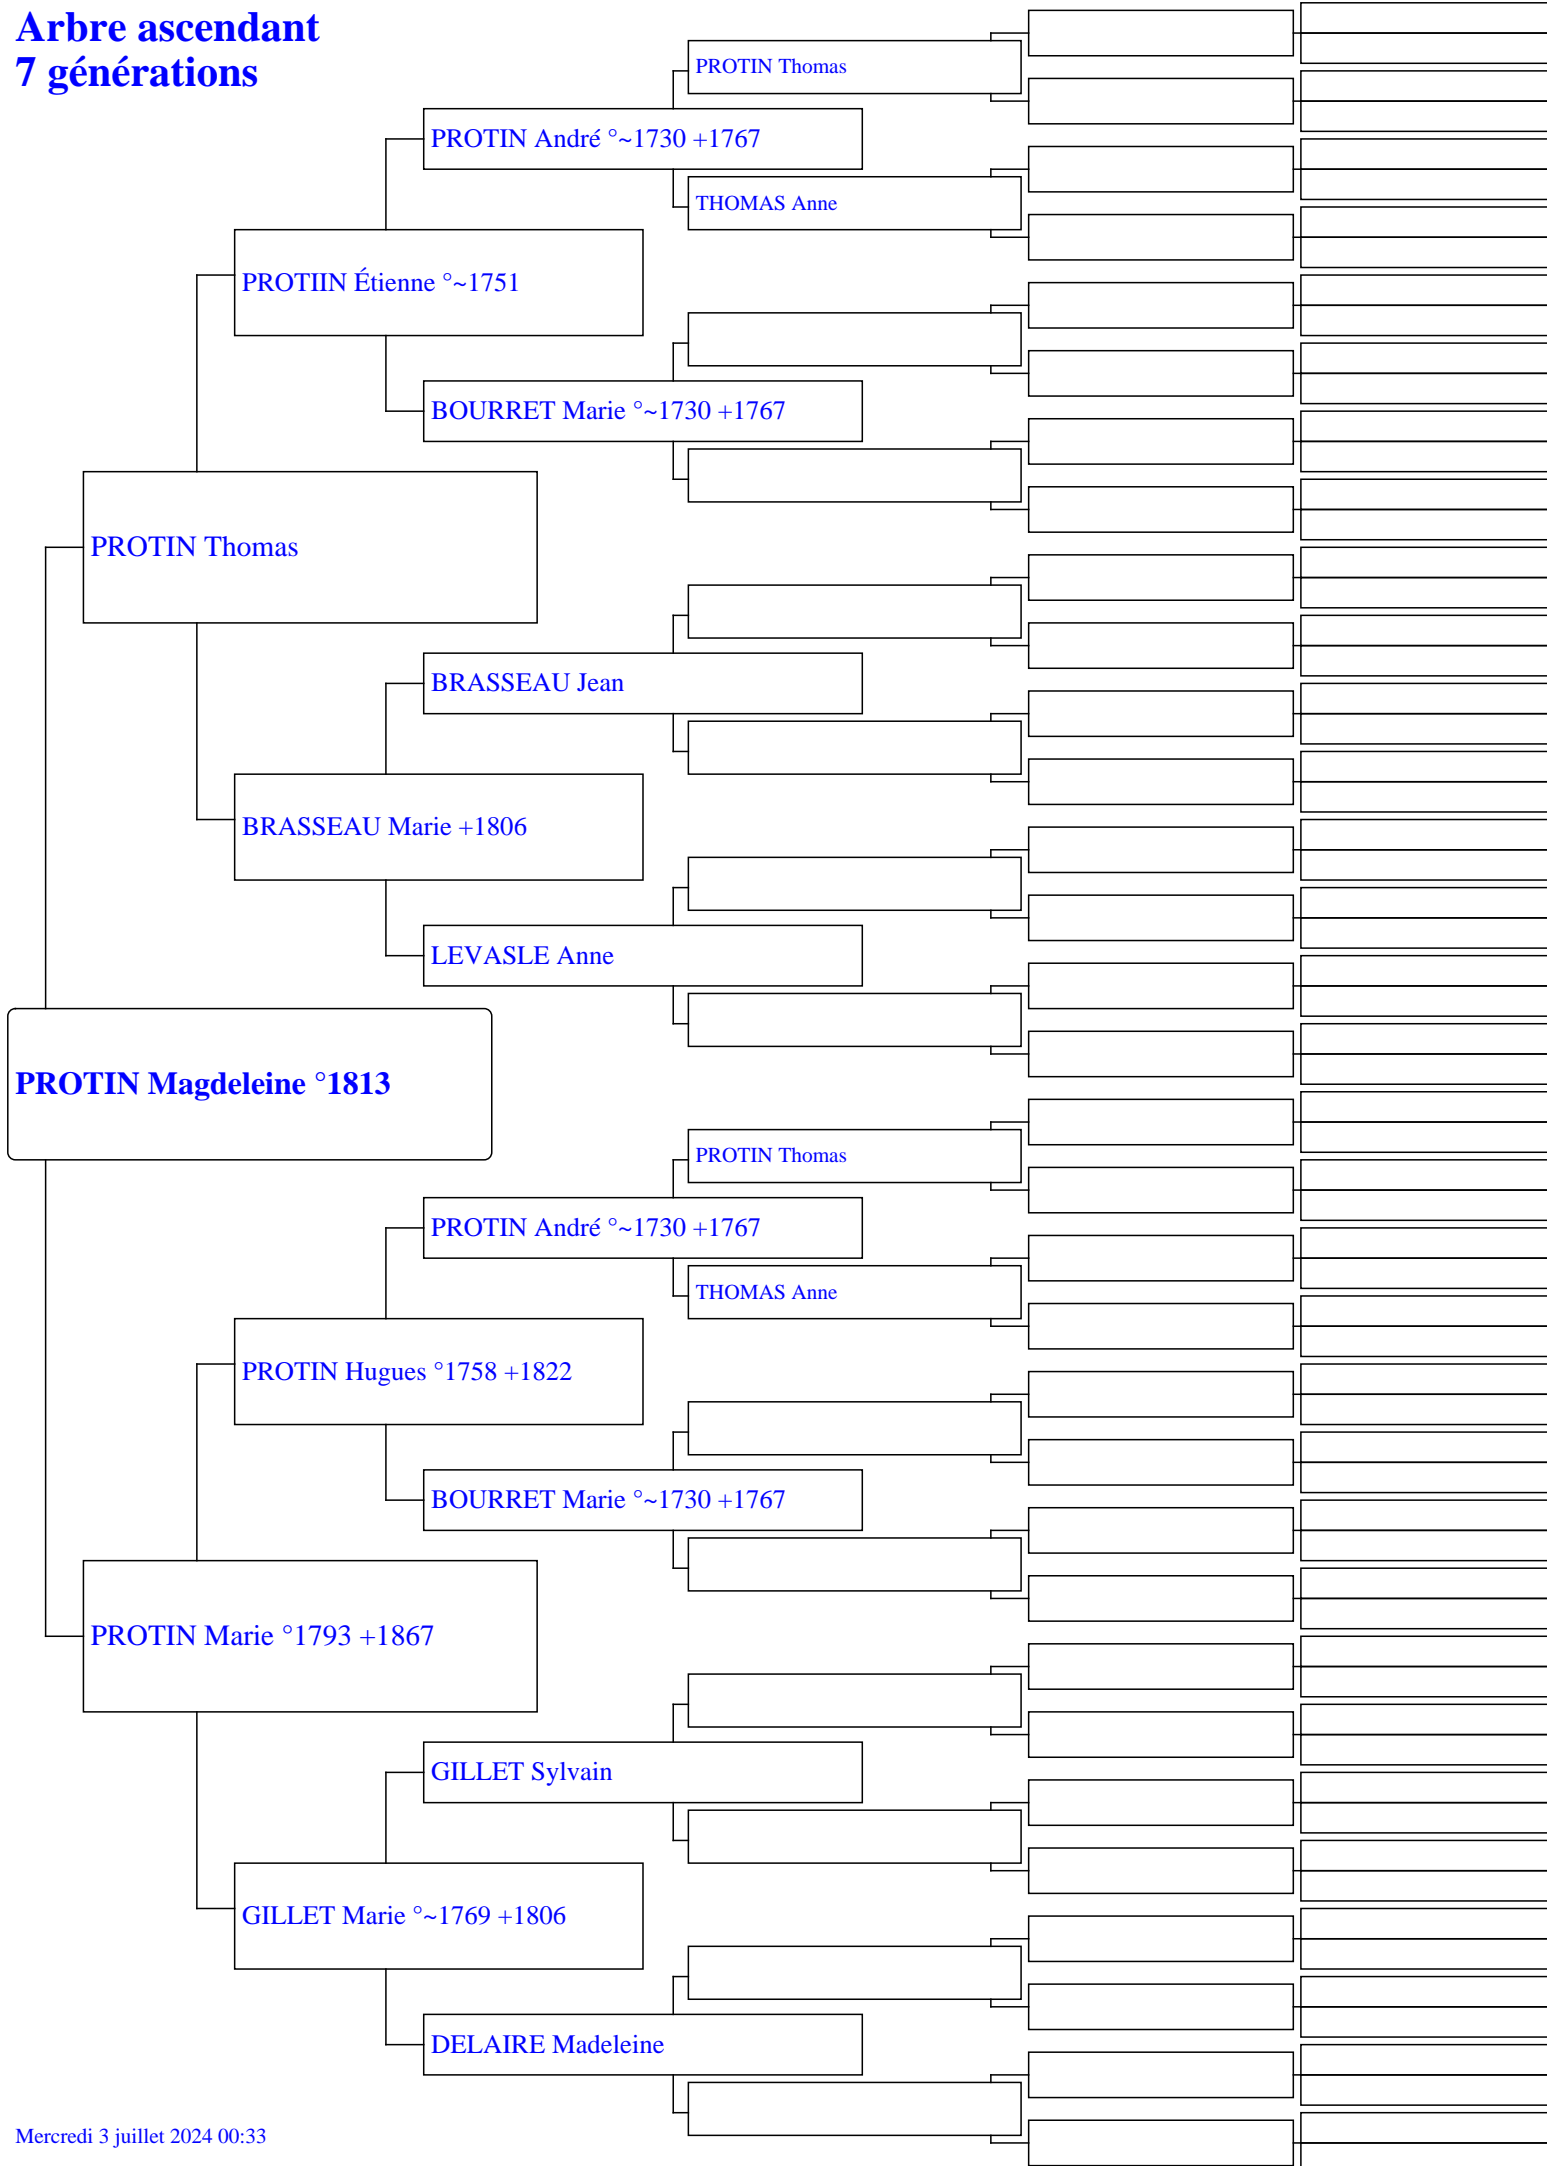 Arbre ascendant
7 générations
PROTIN Thomas
PROTIN André °~1730 +1767
THOMAS Anne
PROTIIN Étienne °~1751
BOURRET Marie °~1730 +1767
PROTIN Thomas
BRASSEAU Jean
BRASSEAU Marie +1806
LEVASLE Anne
PROTIN Magdeleine °1813
PROTIN Thomas
PROTIN André °~1730 +1767
THOMAS Anne
PROTIN Hugues °1758 +1822
BOURRET Marie °~1730 +1767
PROTIN Marie °1793 +1867
GILLET Sylvain
GILLET Marie °~1769 +1806
DELAIRE Madeleine
Mercredi 3 juillet 2024 00:33